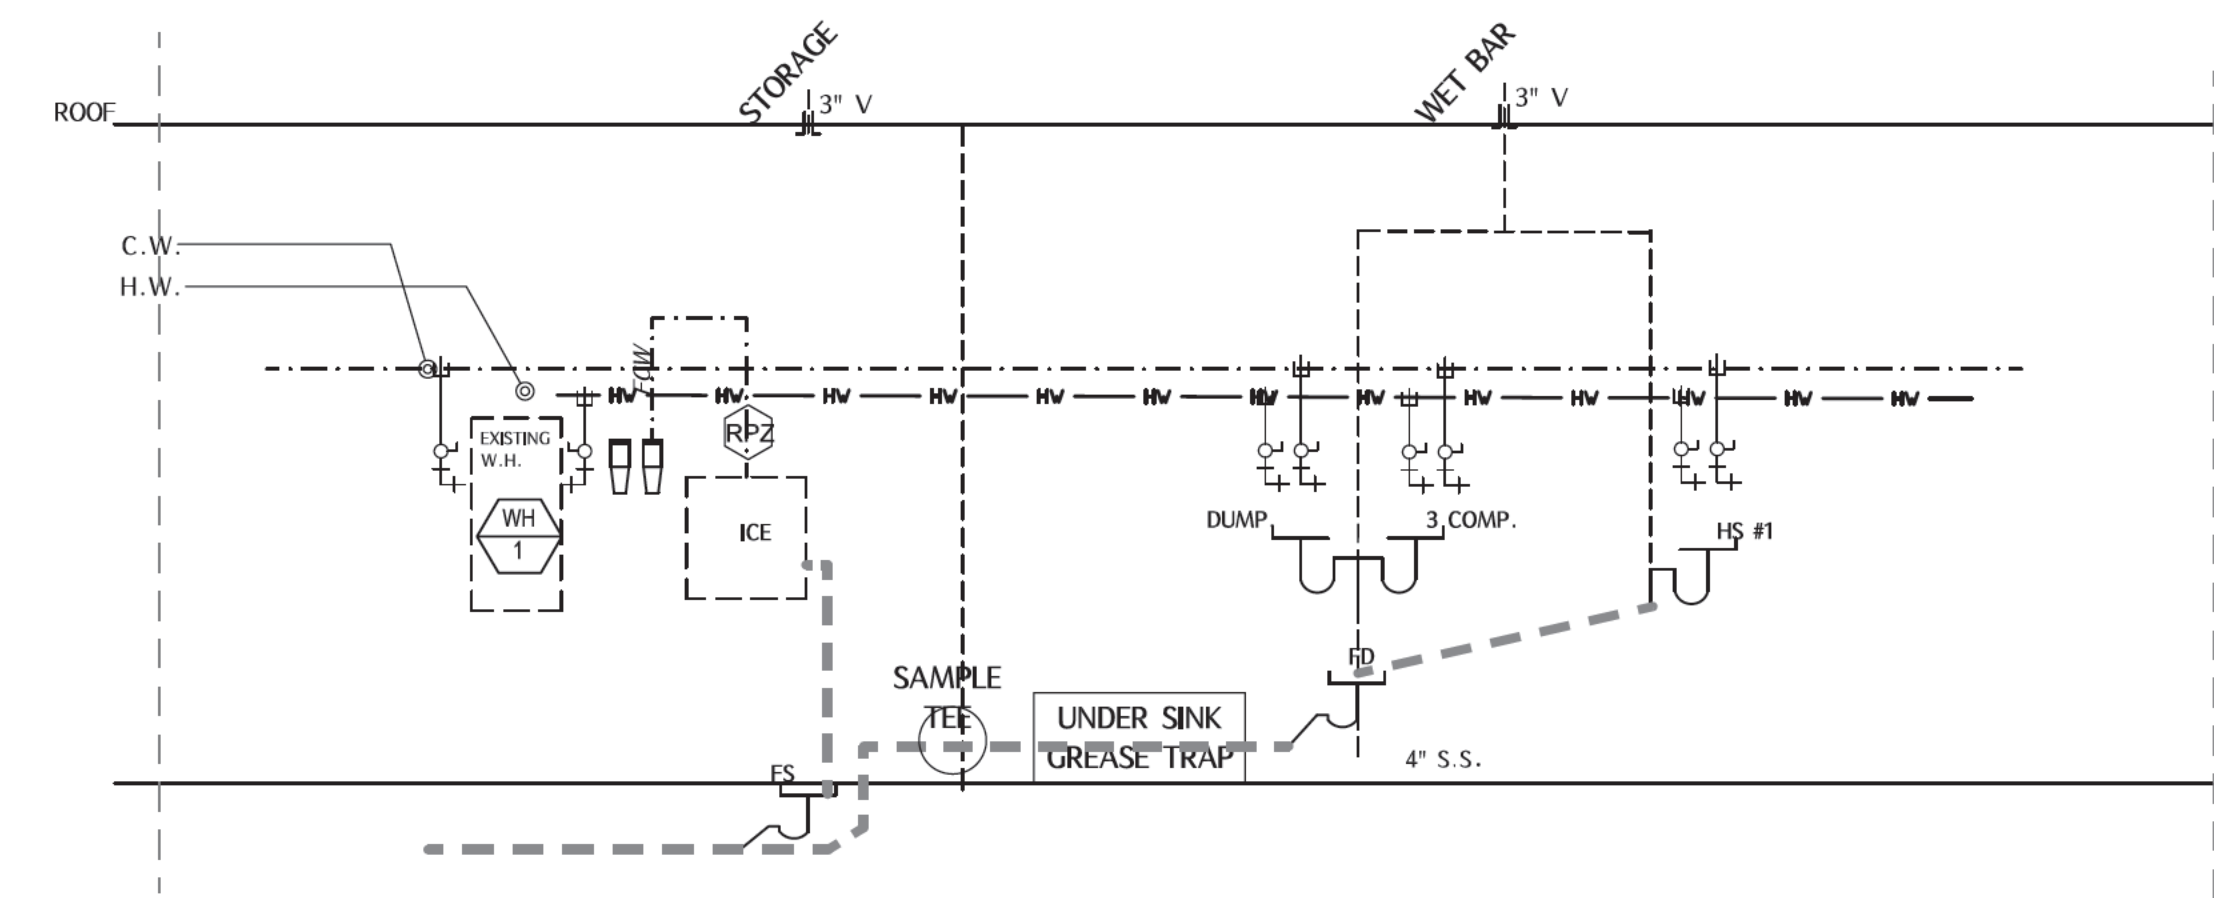 STORAGE
WET BAR
ROOF
3" V
3" V
C.W.
H.W.
FCW
HW HW HW HW HW HW HW HW HW HW HW HW HW
RPZ
EXISTING
W.H.
WH
1
ICE
DUMP.
3 COMP.
HS #1
FD
SAMPLE
TEE
UNDER SINK
GREASE TRAP
4" S.S.
FS